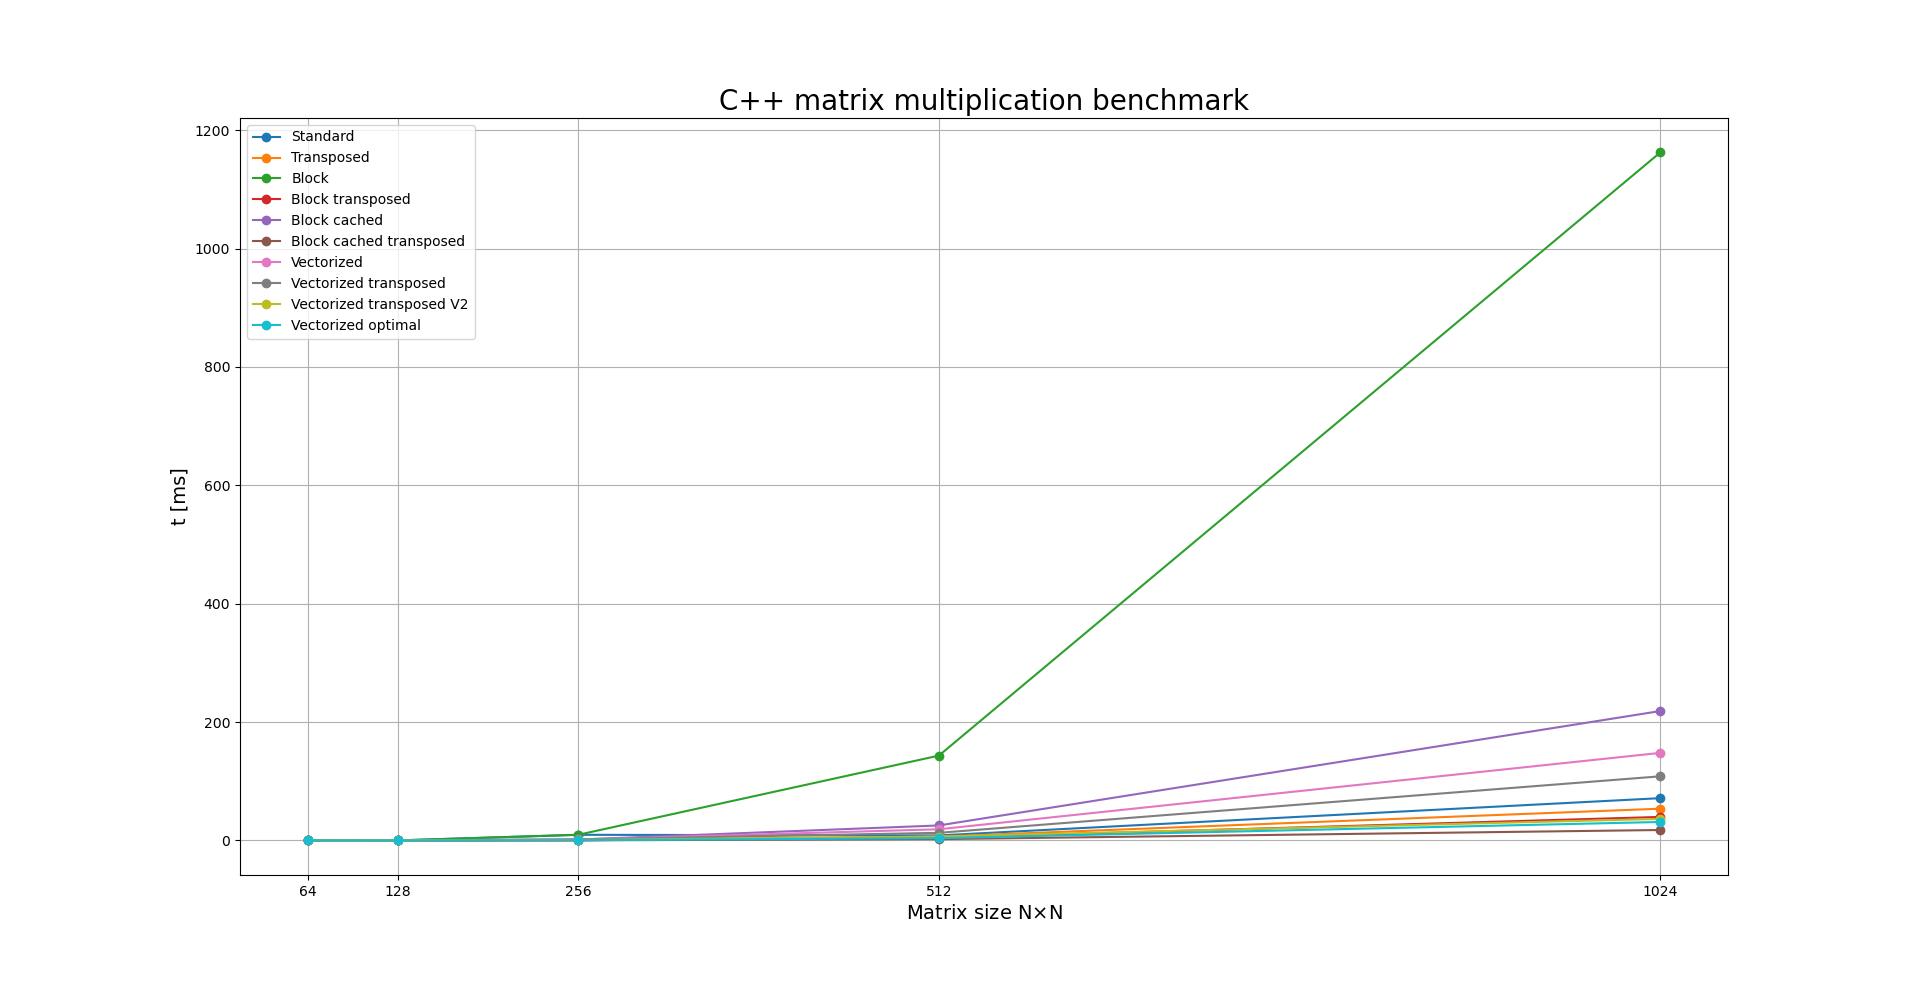 C++ matrix multiplication benchmark
1200
1000
800
600
400
200
0
t [ms]
Standard
Transposed
Block
Block transposed
Block cached
Block cached transposed
Vectorized
Vectorized transposed
Vectorized transposed V2
Vectorized optimal
64 128 256 512 1024
Matrix size N×N